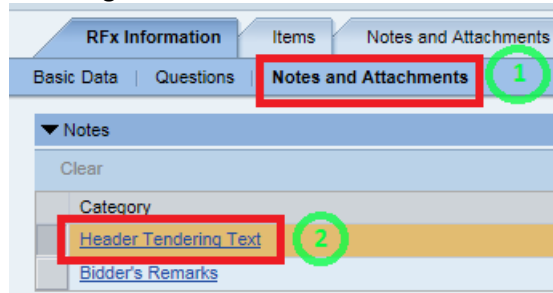 RFx Information Items Notes and Attachments
Basic Data | Questions | Notes and Attachments 1
Notes
Clear
Category
Header Tendering Text 2
Bidder's Remarks